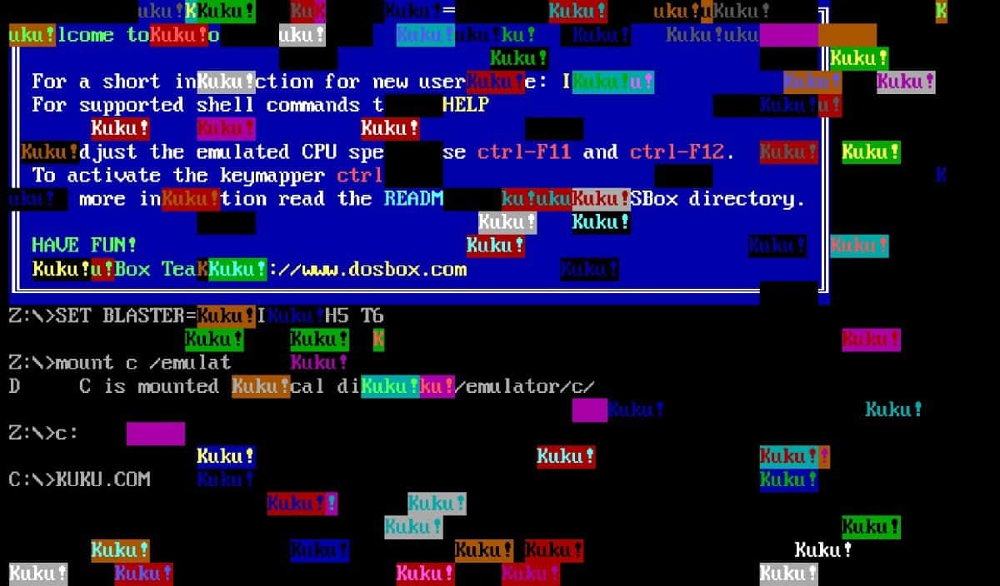 uku!KKuku! KuK Kuku!= Kuku! uku!uKuku! K
uku!lcome toKuku!o uku! Kuku!uku!ku! Kuku! Kuku!uku
Kuku! Kuku!
For a short inKuku!ction for new userKuku!e: IKuku!u! Kuku! Kuku!
For supported shell commands t HELP Kuku!u!
Kuku! Kuku! Kuku!
Kuku!djust the emulated CPU spe se ctrl-F11 and ctrl-F12. Kuku! Kuku!
To activate the keymapper ctrl K
uku! more inKuku!tion read the READM ku!ukuKuku!SBox directory.
Kuku! Kuku!
HAVE FUN! Kuku! Kuku! Kuku!
Kuku!u!Box TeaKKuku!://www.dosbox.com Kuku!
Z:\>SET BLASTER=Kuku!IKuku!H5 T6
Kuku! Kuku! K Kuku!
Z:\>mount c /emulat Kuku!
D C is mounted Kuku!cal diKuku!ku!/emulator/c/
Kuku! Kuku!
Z:\>c:
Kuku! Kuku! Kuku!!
C:\>KUKU.COM Kuku! Kuku!
Kuku!! Kuku!
Kuku! Kuku!
Kuku! Kuku! Kuku! Kuku! Kuku!
Kuku! Kuku! Kuku! Kuku! Kuku!